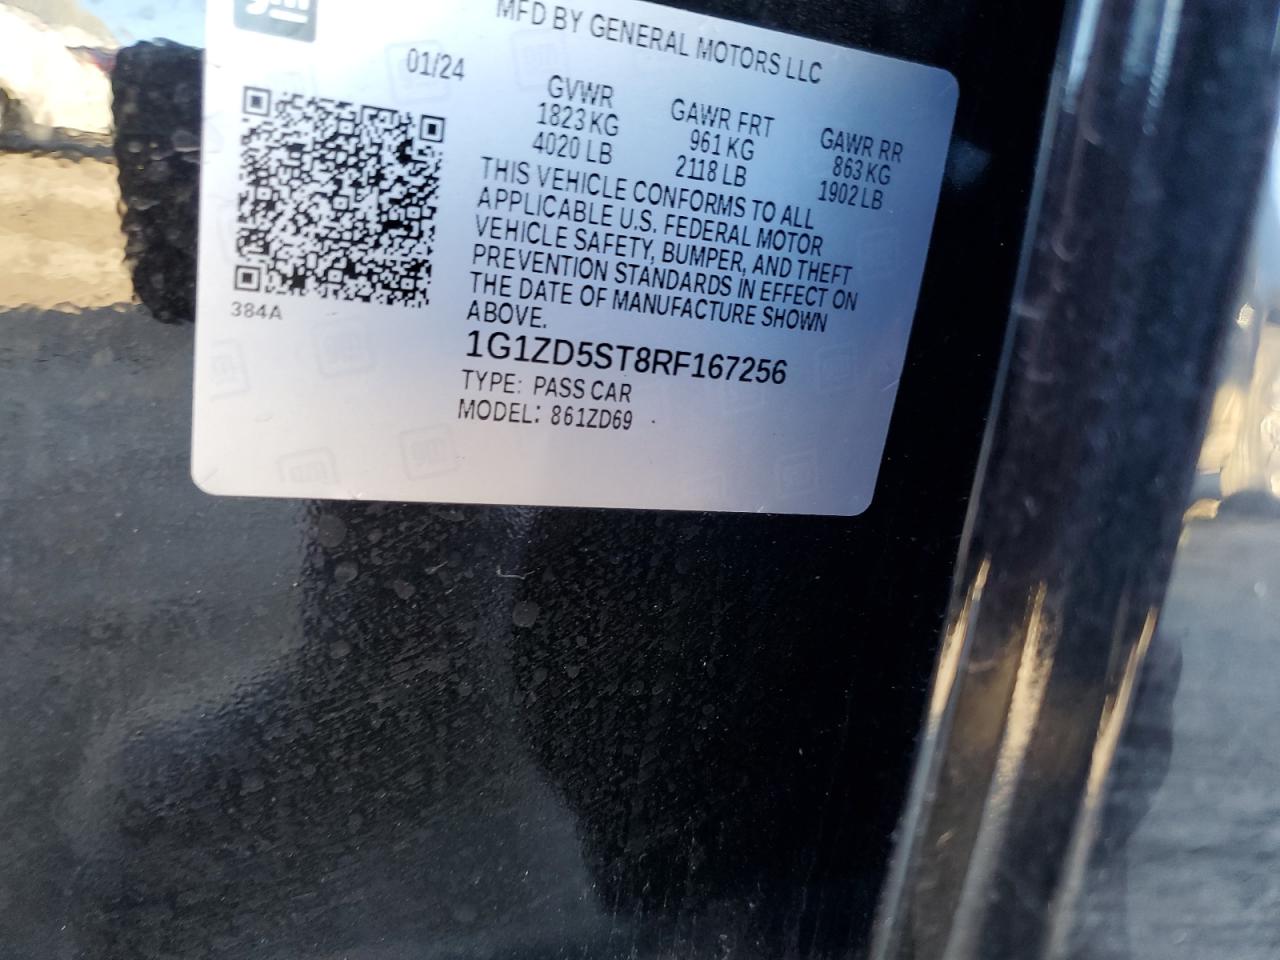 gm
MFD BY GENERAL MOTORS LLC
01/24
GVWR GAWR FRT GAWR RR
1823 KG 961 KG 863 KG
4020 LB 2118 LB 1902 LB
THIS VEHICLE CONFORMS TO ALL
APPLICABLE U.S. FEDERAL MOTOR
VEHICLE SAFETY, BUMPER, AND THEFT
PREVENTION STANDARDS IN EFFECT ON
THE DATE OF MANUFACTURE SHOWN
ABOVE.
384A
1G1ZD5ST8RF167256
TYPE: PASS CAR
MODEL: 861ZD69